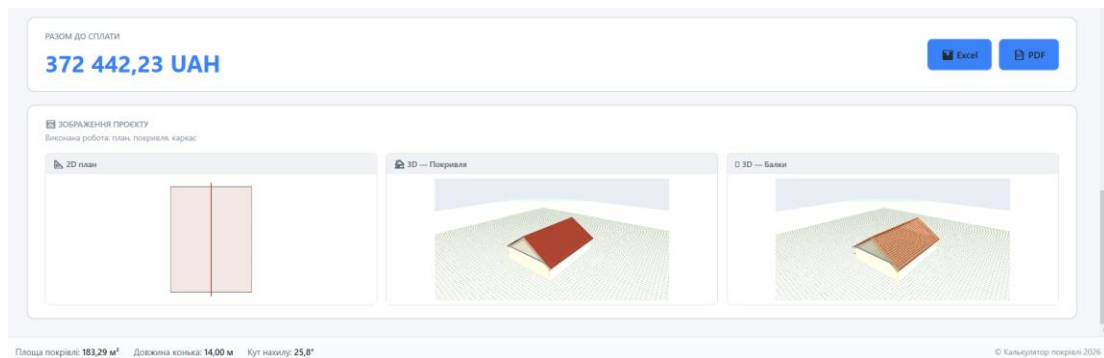 РАЗОМ ДО СПЛАТИ
372 442,23 UAH
Excel
PDF
ЗОБРАЖЕННЯ ПРОЄКТУ
Виконана робота: план, покрівля, каркас
2D план
3D — Покрівля
3D — Балки
Площа покрівлі: 183,29 м² Довжина конька: 14,00 м Кут нахилу: 25,8°
© Калькулятор покрівлі 2026